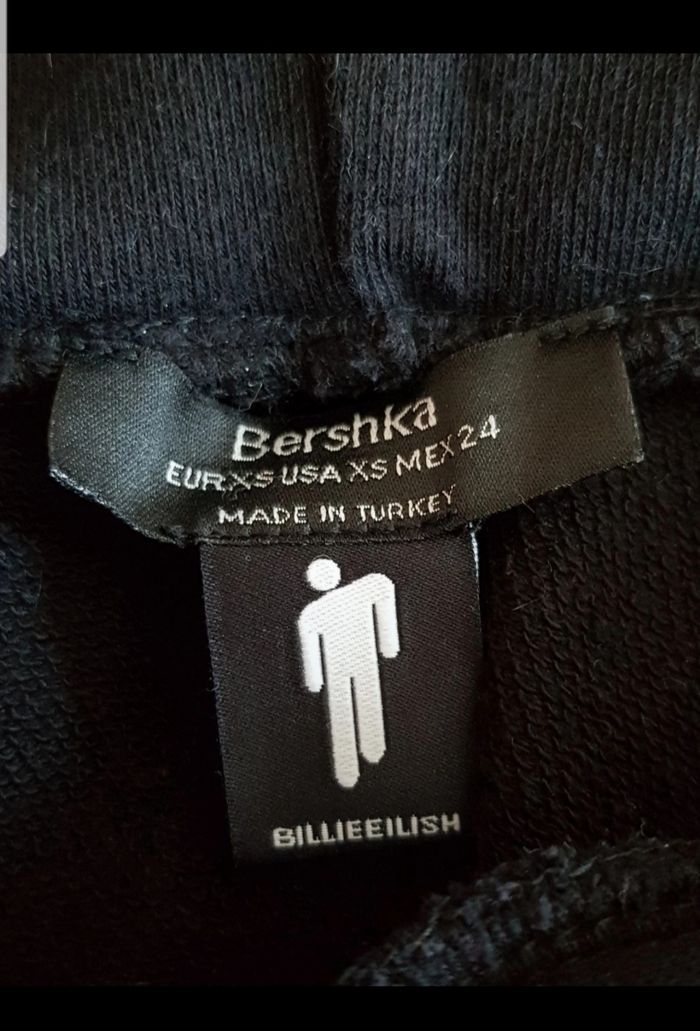 Bershka
EUR XS USA XS MEX 24
MADE IN TURKEY
BILLIEEILISH